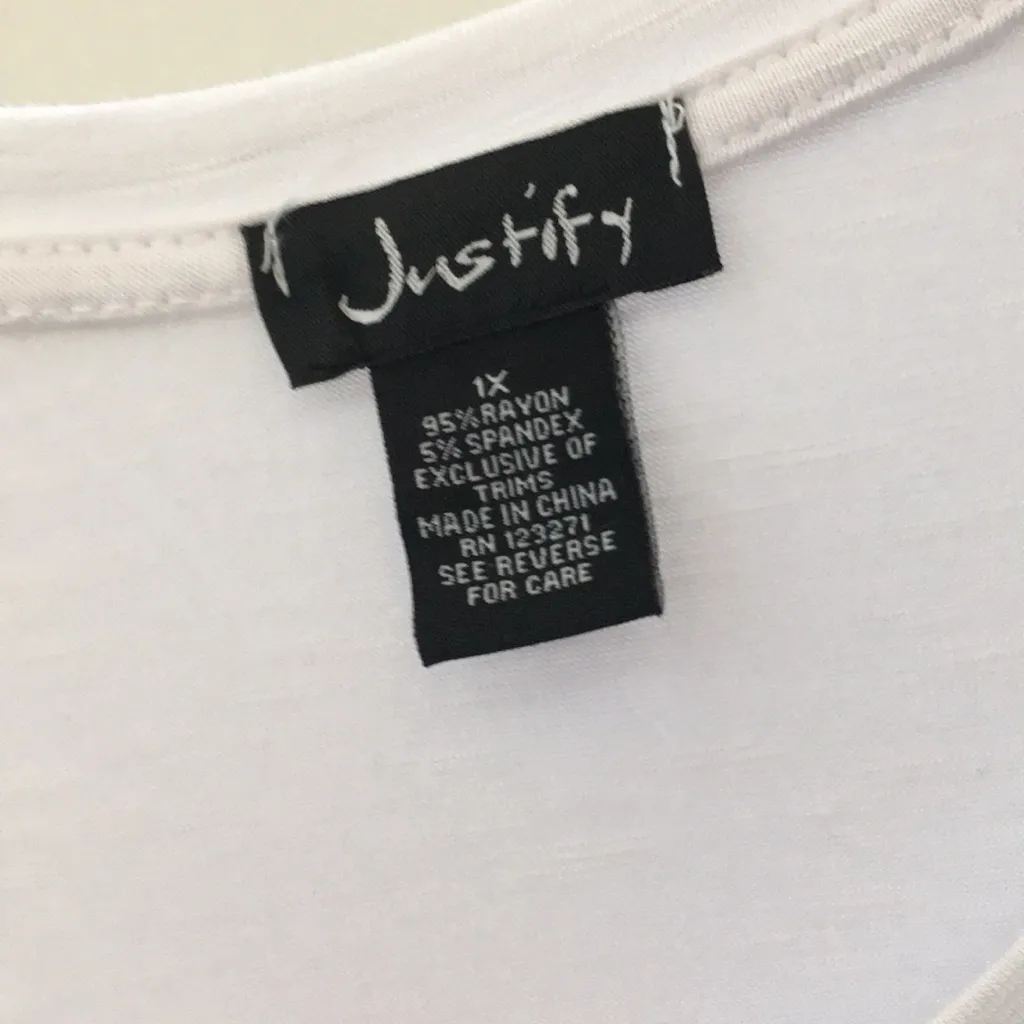 Justify
1X
95% RAYON
5% SPANDEX
EXCLUSIVE OF
TRIMS
MADE IN CHINA
RN 123271
SEE REVERSE
FOR CARE